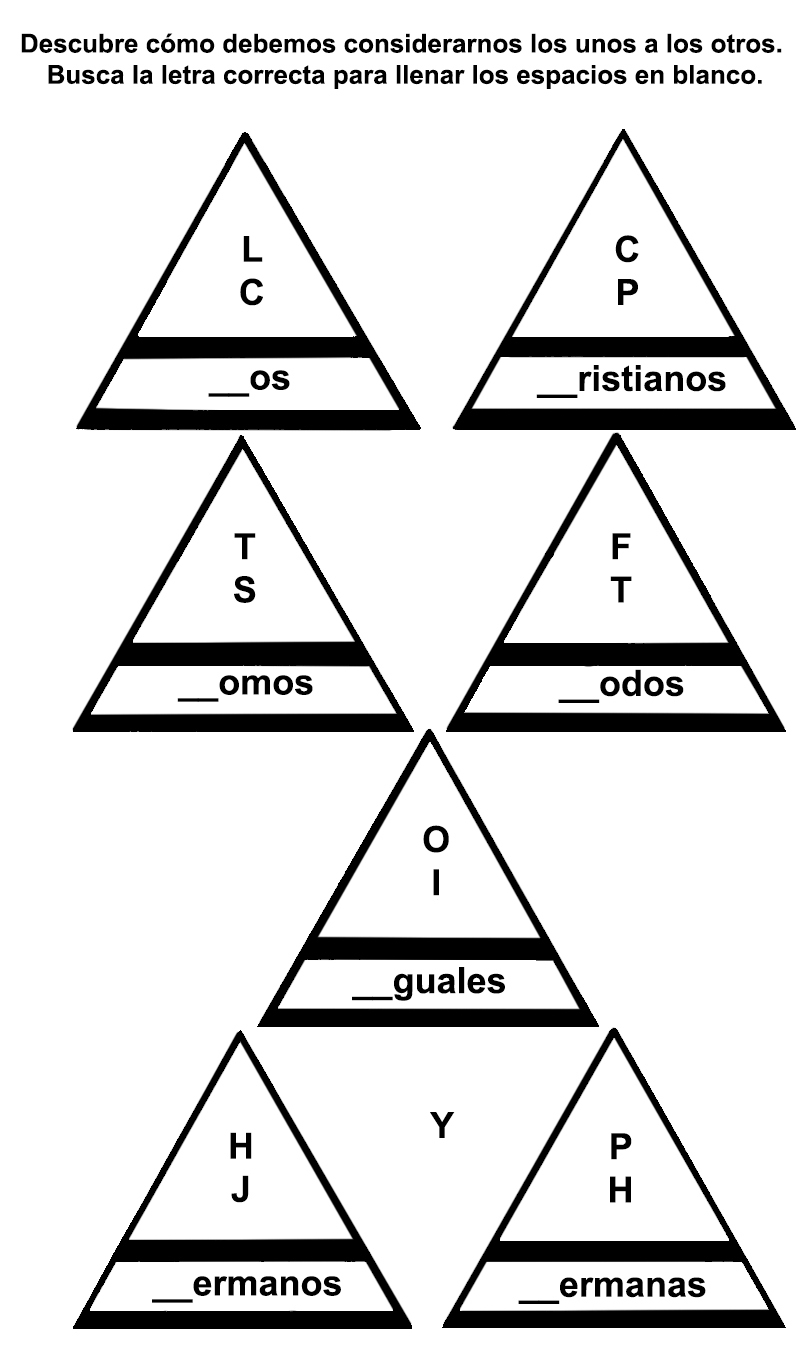 Descubre cómo debemos considerarnos los unos a los otros.
Busca la letra correcta para llenar los espacios en blanco.
L
C
__os
C
P
__ristianos
T
S
__omos
F
T
__odos
O
I
__guales
H
J
__ermanos
Y
P
H
__ermanas